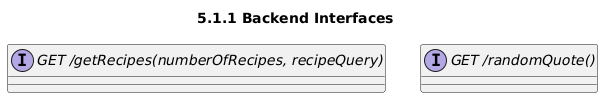 5.1.1 Backend Interfaces
I GET /getRecipes(numberOfRecipes, recipeQuery)
I GET /randomQuote()